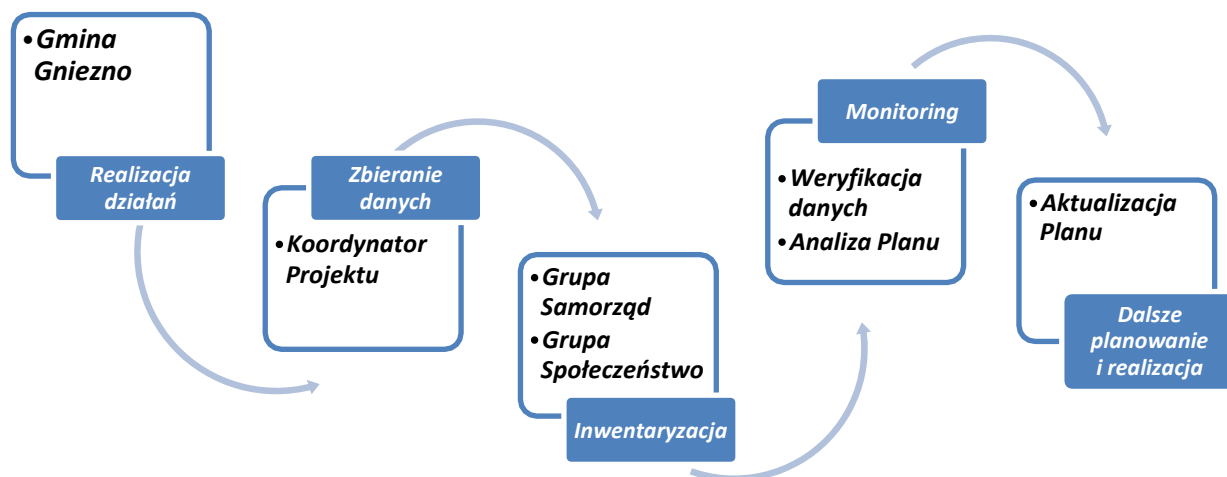 • Gmina
Gniezno
Realizacja
działań
Zbieranie
danych
• Koordynator
Projektu
• Grupa
Samorząd
• Grupa
Społeczeństwo
Inwentaryzacja
Monitoring
• Weryfikacja
danych
• Analiza Planu
• Aktualizacja
Planu
Dalsze
planowanie
i realizacja